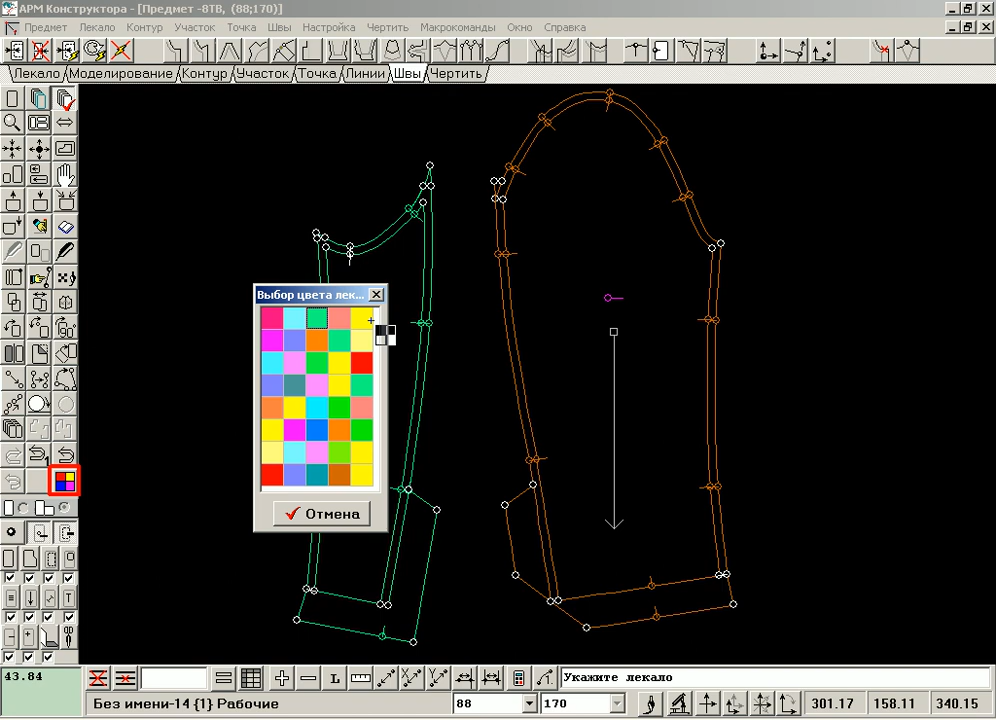 АРМ Конструктора - [Предмет -8ТВ, (88;170)]
Предмет Лекало Контур Участок Точка Швы Настройка Чертить Макрокоманды Окно Справка
Лекало Моделирование Контур Участок Точка Линии Швы Чертить
Выбор цвета лек...
Отмена
43.84
L
Укажите лекало
Без имени-14 {1} Рабочие
88
170
301.17
158.11
340.15